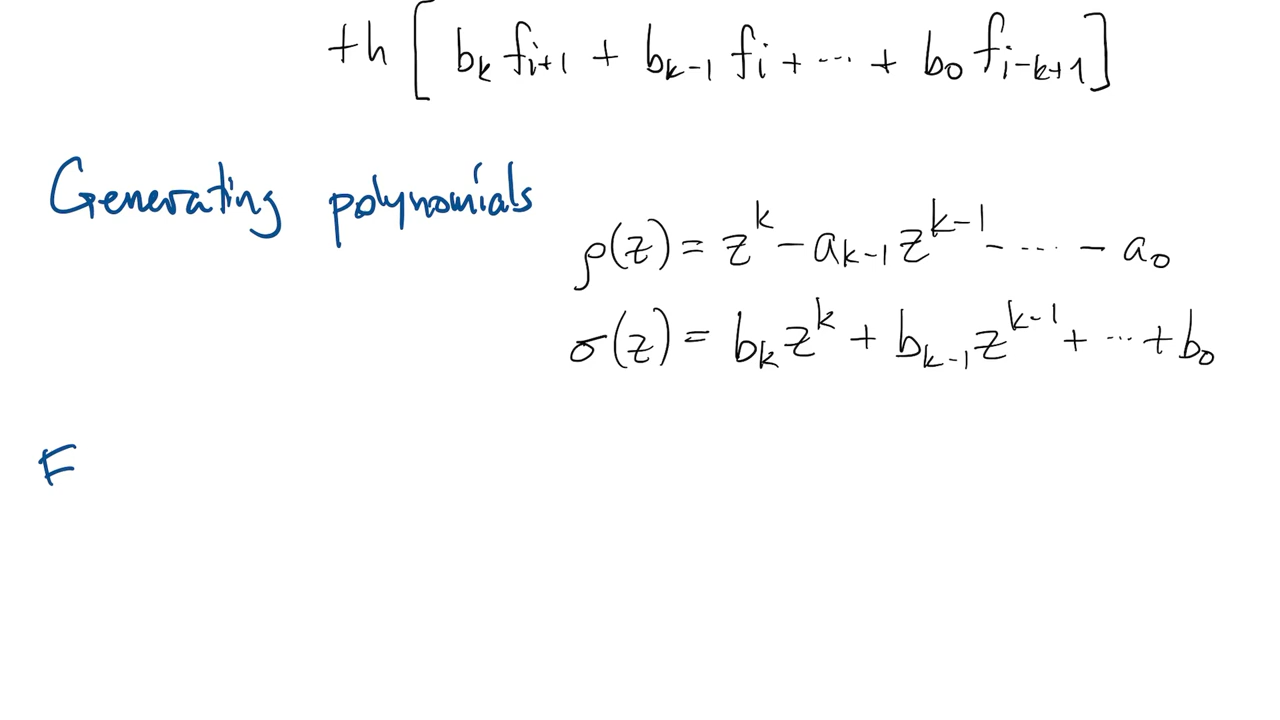 +h [ b_k f_{i+1} + b_{k-1} f_i + ... + b_0 f_{i-k+1} ]
Generating polynomials
ρ(z) = z^k - a_{k-1} z^{k-1} - ... - a_0
σ(z) = b_k z^k + b_{k-1} z^{k-1} + ... + b_0
E